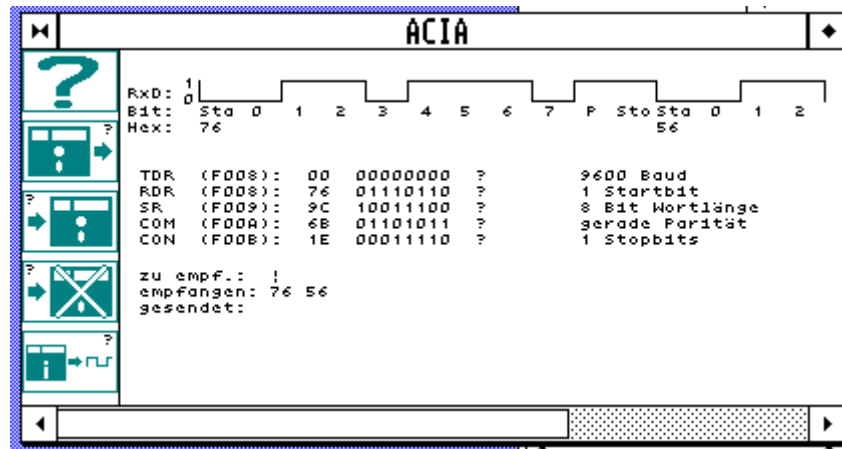 ACIA
RxD: 1
0
Bit: Sta 0 1 2 3 4 5 6 7 P Sto Sta 0 1 2
Hex: 76 56
TDR (F008): 00 00000000 ? 9600 Baud
RDR (F008): 76 01110110 ? 1 Startbit
SR (F009): 9C 10011100 ? 8 Bit Wortlänge
COM (F00A): 6B 01101011 ? gerade Parität
CON (F00B): 1E 00011110 ? 1 Stopbits
zu empf.: ¦
empfangen: 76 56
gesendet:
?
?
?
?
i
?